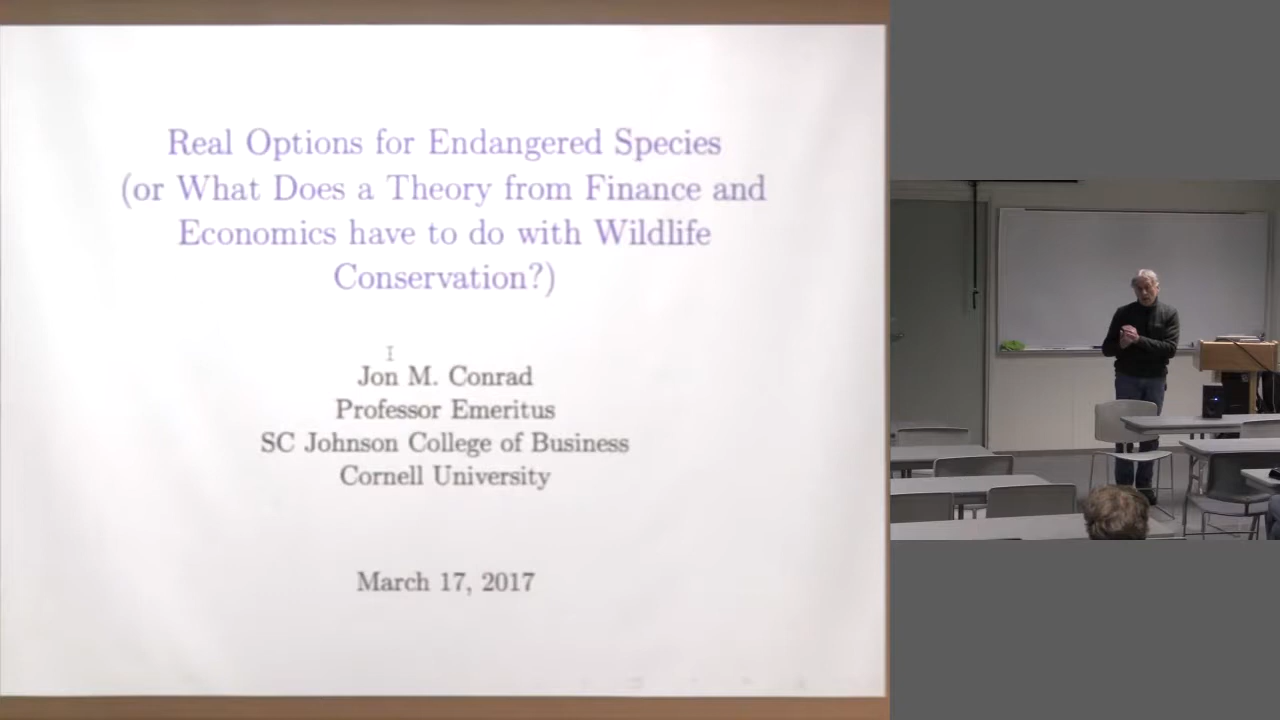 Real Options for Endangered Species
(or What Does a Theory from Finance and
Economics have to do with Wildlife
Conservation?)
Jon M. Conrad
Professor Emeritus
SC Johnson College of Business
Cornell University
March 17, 2017